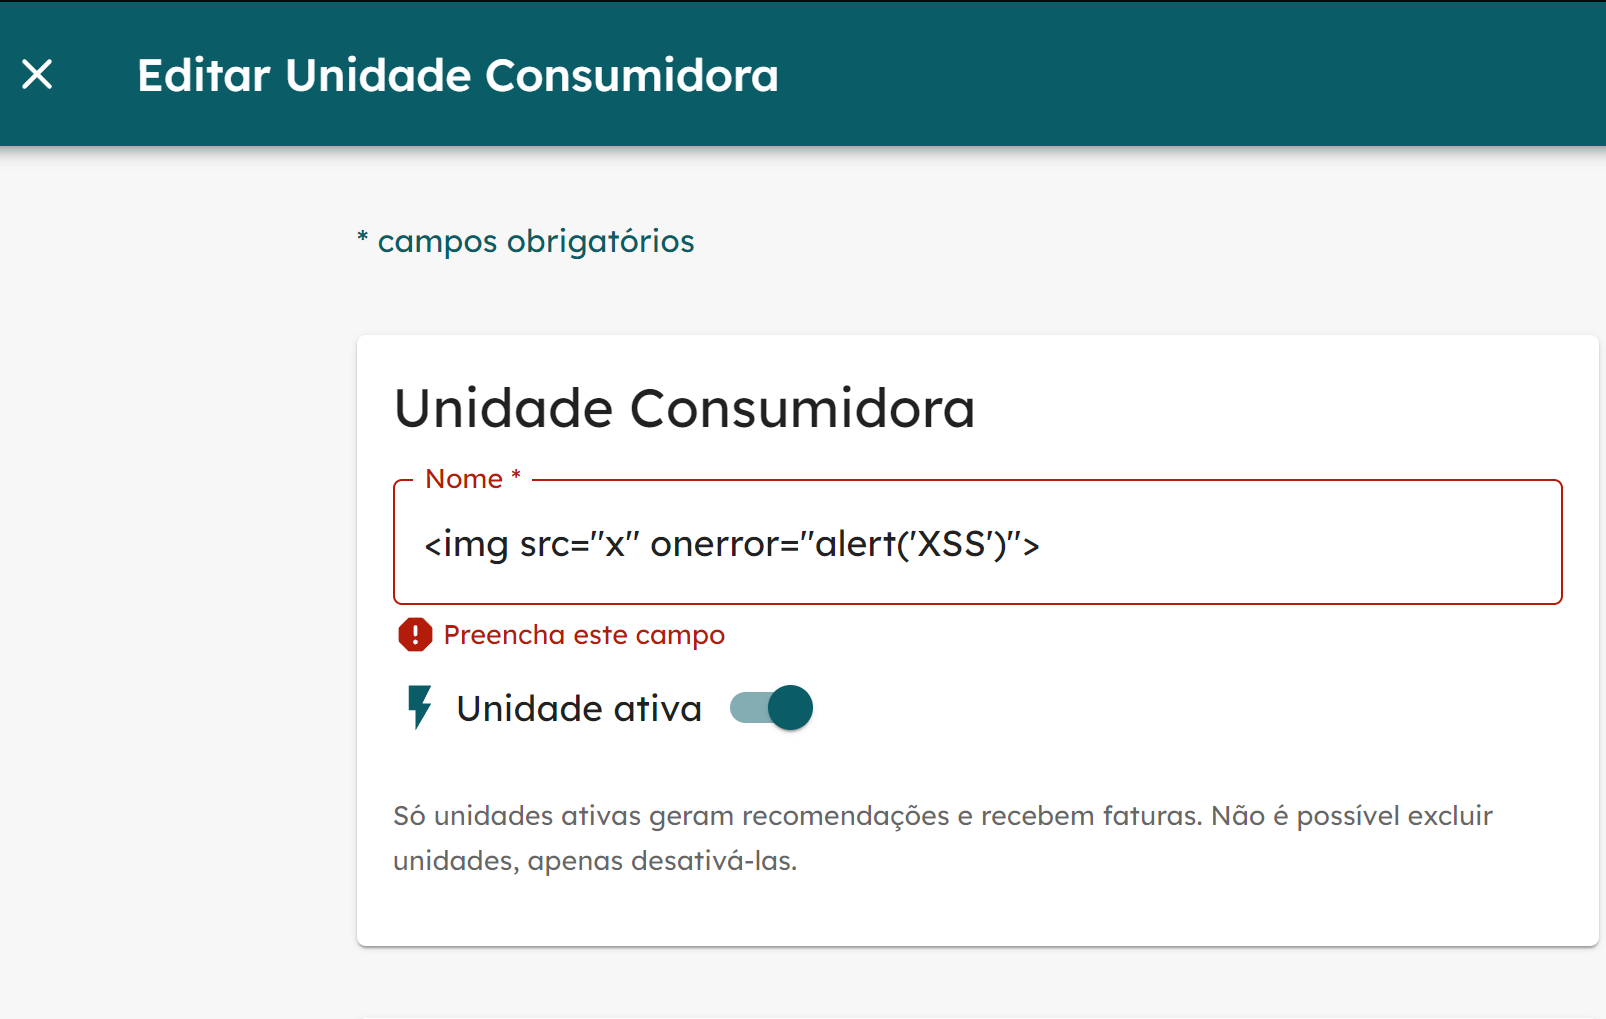 Editar Unidade Consumidora
* campos obrigatórios
Unidade Consumidora
Nome *
<img src="x" onerror="alert('XSS')">
Preencha este campo
Unidade ativa
Só unidades ativas geram recomendações e recebem faturas. Não é possível excluir
unidades, apenas desativá-las.